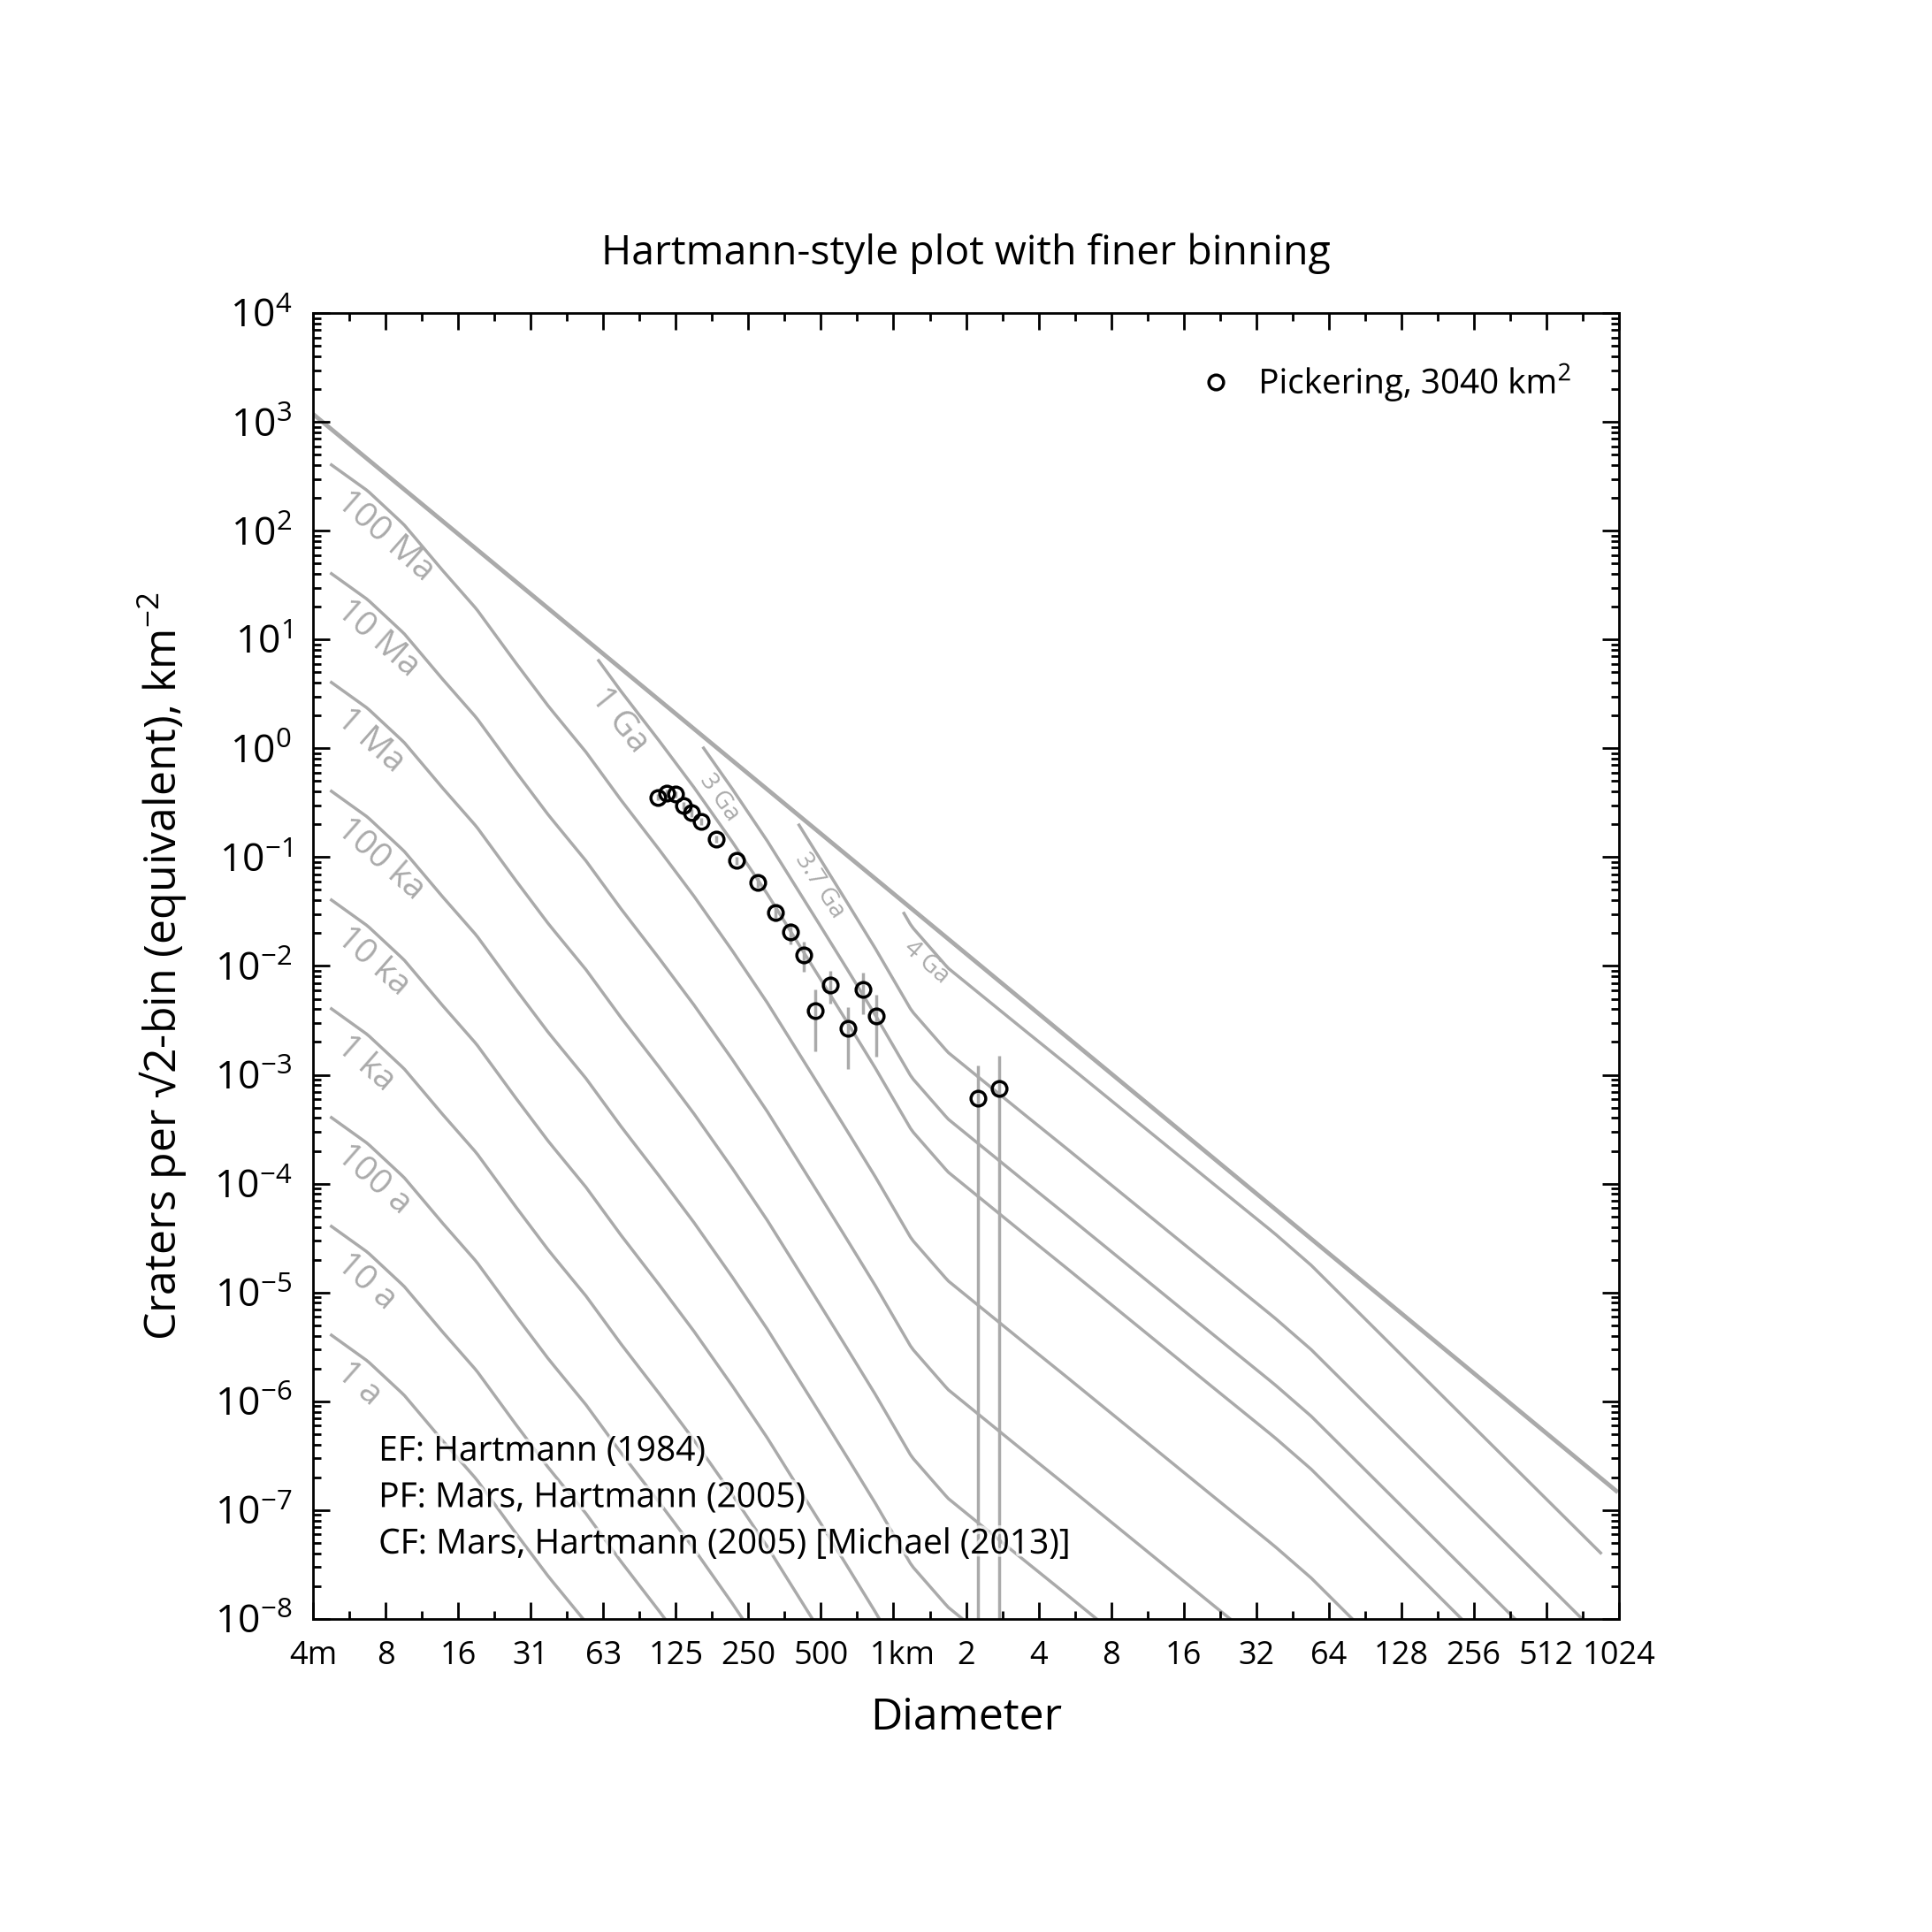 Hartmann-style plot with finer binning
Pickering, 3040 km²
Craters per √2-bin (equivalent), km⁻²
10⁴
10³
10²
10¹
10⁰
10⁻¹
10⁻²
10⁻³
10⁻⁴
10⁻⁵
10⁻⁶
10⁻⁷
10⁻⁸
100 Ma
10 Ma
1 Ma
100 ka
10 ka
1 ka
100 a
10 a
1 a
1 Ga
3 Ga
3.7 Ga
4 Ga
EF: Hartmann (1984)
PF: Mars, Hartmann (2005)
CF: Mars, Hartmann (2005) [Michael (2013)]
4m 8 16 31 63 125 250 500 1km 2 4 8 16 32 64 128 256 512 1024
Diameter